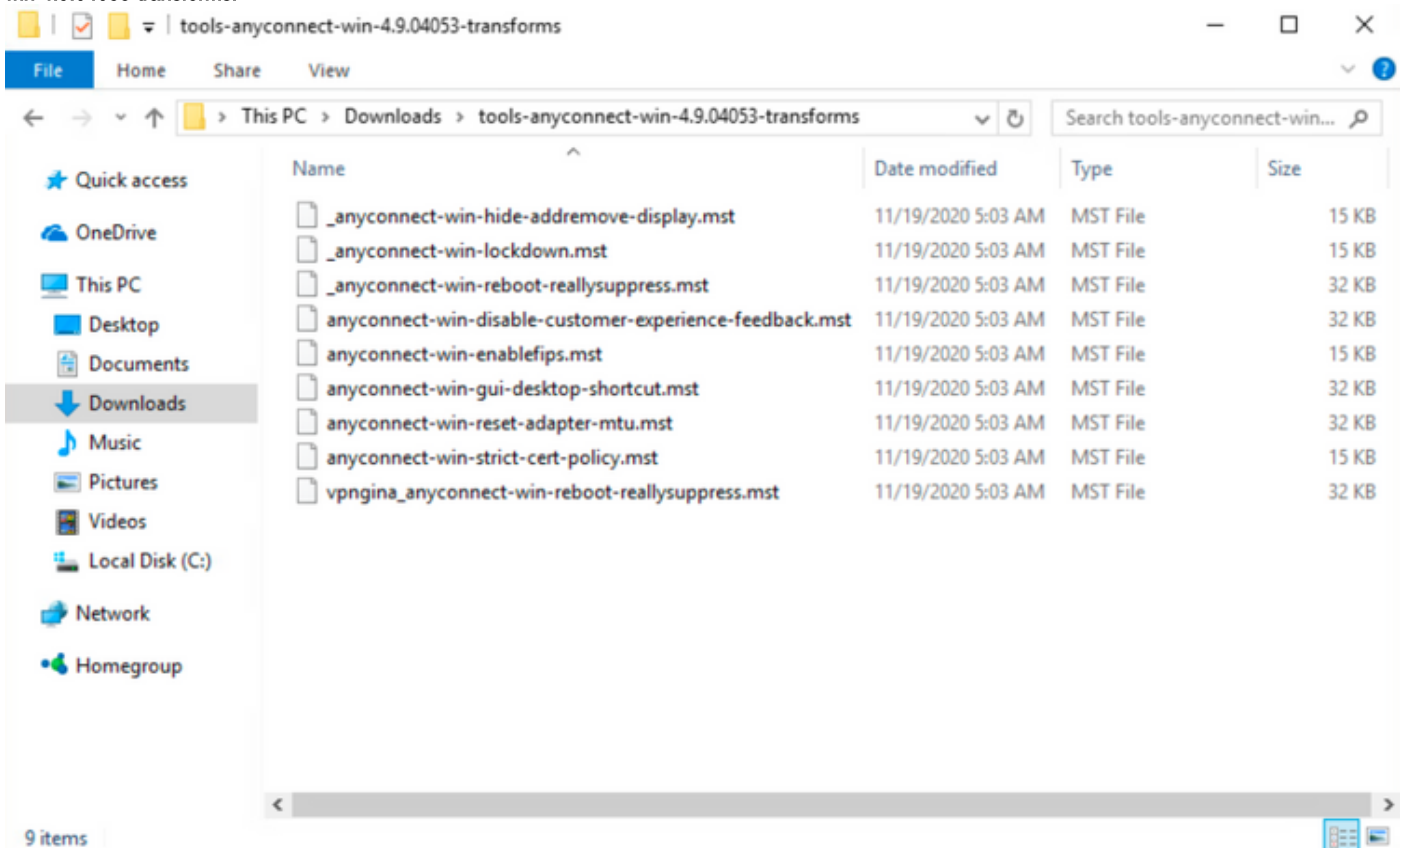 tools-anyconnect-win-4.9.04053-transforms
File Home Share View
This PC > Downloads > tools-anyconnect-win-4.9.04053-transforms Search tools-anyconnect-win...
Name Date modified Type Size
Quick access
OneDrive
This PC
Desktop
Documents
Downloads
Music
Pictures
Videos
Local Disk (C:)
Network
Homegroup
_anyconnect-win-hide-addremove-display.mst 11/19/2020 5:03 AM MST File 15 KB
_anyconnect-win-lockdown.mst 11/19/2020 5:03 AM MST File 15 KB
_anyconnect-win-reboot-reallysuppress.mst 11/19/2020 5:03 AM MST File 32 KB
anyconnect-win-disable-customer-experience-feedback.mst 11/19/2020 5:03 AM MST File 32 KB
anyconnect-win-enablefips.mst 11/19/2020 5:03 AM MST File 15 KB
anyconnect-win-gui-desktop-shortcut.mst 11/19/2020 5:03 AM MST File 32 KB
anyconnect-win-reset-adapter-mtu.mst 11/19/2020 5:03 AM MST File 32 KB
anyconnect-win-strict-cert-policy.mst 11/19/2020 5:03 AM MST File 15 KB
vpngina_anyconnect-win-reboot-reallysuppress.mst 11/19/2020 5:03 AM MST File 32 KB
9 items